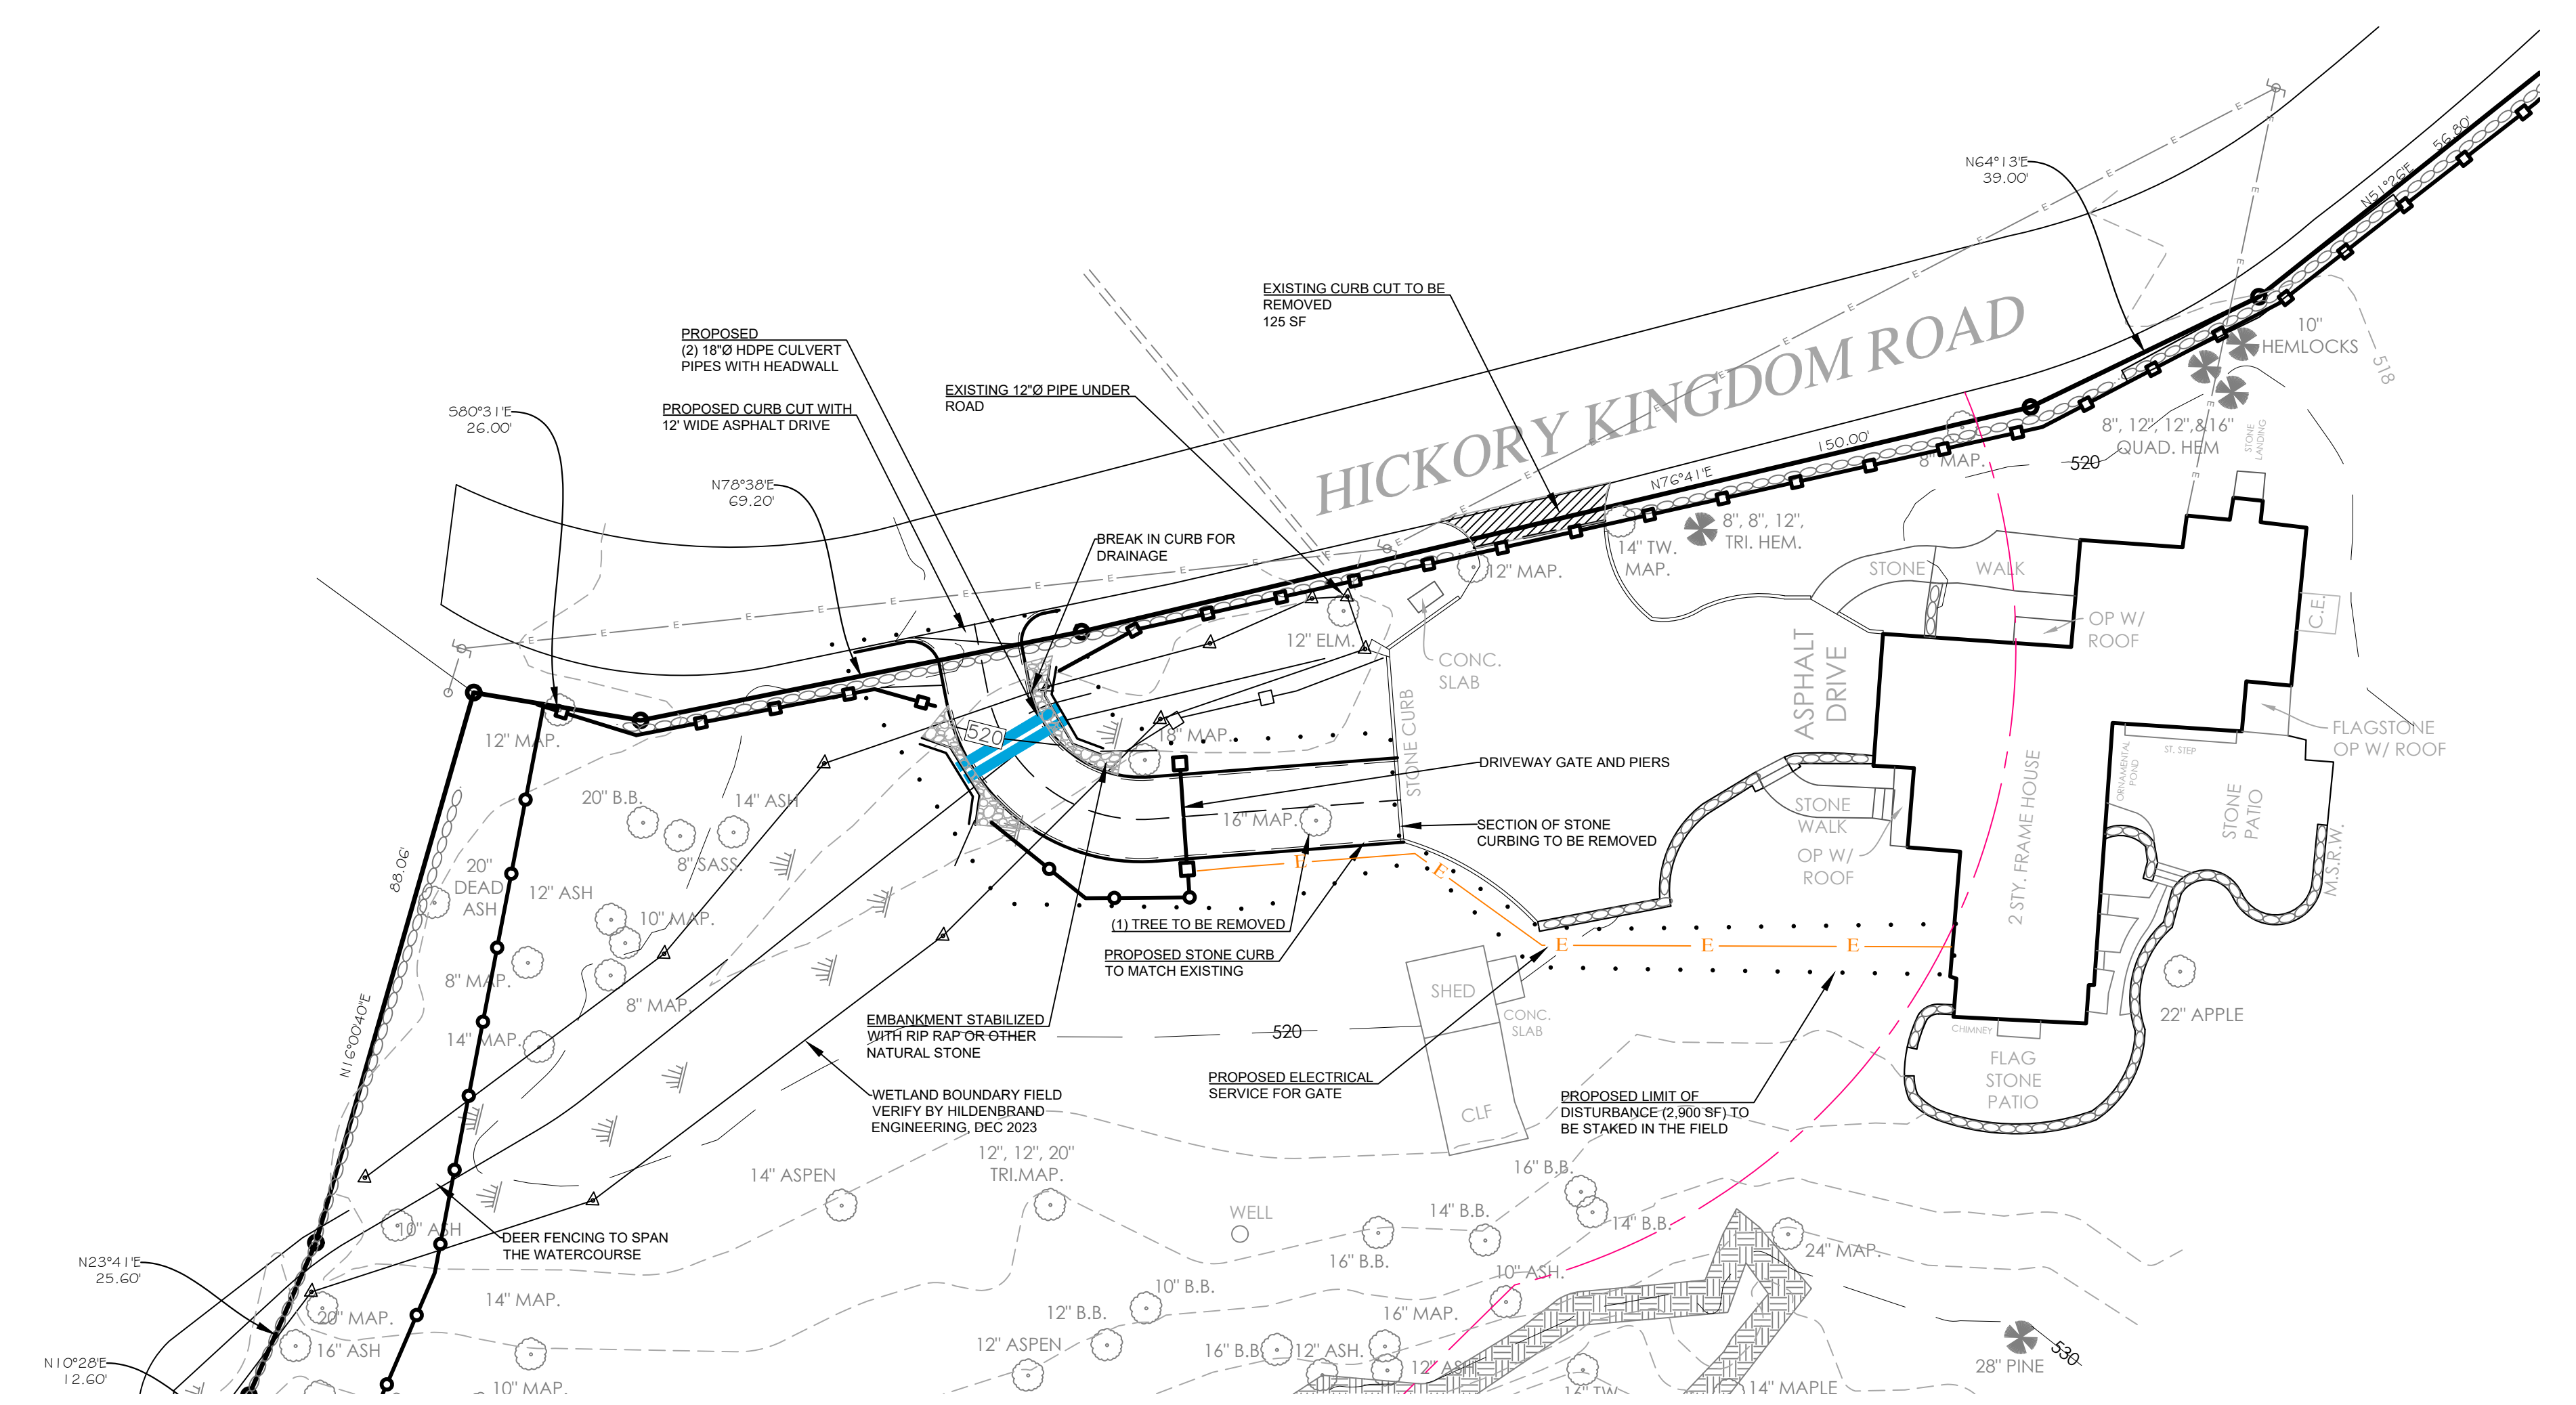 N64°13'E
39.00'
N51°26'E
56.80'
EXISTING CURB CUT TO BE
REMOVED
125 SF
HICKORY KINGDOM ROAD
10"
HEMLOCKS
518
PROPOSED
(2) 18"Ø HDPE CULVERT
PIPES WITH HEADWALL
EXISTING 12"Ø PIPE UNDER
ROAD
PROPOSED CURB CUT WITH
12' WIDE ASPHALT DRIVE
S80°31'E
26.00'
N78°38'E
69.20'
N76°41'E
150.00'
8" MAP.
8", 12", 12",&16"
QUAD. HEM
520
STONE
LANDING
8", 8", 12",
TRI. HEM.
14" TW.
MAP.
12" MAP.
BREAK IN CURB FOR
DRAINAGE
STONE WALK
OP W/
ROOF
C.E.
12" ELM.
CONC.
SLAB
ASPHALT
DRIVE
STONE CURB
12" MAP.
520
18" MAP.
FLAGSTONE
OP W/ ROOF
ST. STEP
ORNAMENTAL
POND
STONE
PATIO
M.S.R.W.
2 STY. FRAME HOUSE
DRIVEWAY GATE AND PIERS
STONE
WALK
OP W/
ROOF
16" MAP.
SECTION OF STONE
CURBING TO BE REMOVED
20" B.B.
14" ASH
8" SASS.
88.06'
N16°00'40"E
20"
DEAD
ASH
12" ASH
10" MAP.
8" MAP.
8" MAP.
14" MAP.
(1) TREE TO BE REMOVED
PROPOSED STONE CURB
TO MATCH EXISTING
E
E
E
E
E
SHED
CONC.
SLAB
CLF
22" APPLE
CHIMNEY
FLAG
STONE
PATIO
EMBANKMENT STABILIZED
WITH RIP RAP OR OTHER
NATURAL STONE
520
PROPOSED ELECTRICAL
SERVICE FOR GATE
PROPOSED LIMIT OF
DISTURBANCE (2,900 SF) TO
BE STAKED IN THE FIELD
WETLAND BOUNDARY FIELD
VERIFY BY HILDENBRAND
ENGINEERING, DEC 2023
12", 12", 20"
TRI.MAP.
14" ASPEN
16" B.B.
14" B.B.
14" B.B.
WELL
16" B.B.
24" MAP.
10" ASH
DEER FENCING TO SPAN
THE WATERCOURSE
N23°41'E
25.60'
10" ASH.
10" B.B.
12" B.B.
16" MAP.
14" MAP.
20" MAP.
16" ASH
12" ASPEN
16" B.B.
12" ASH.
12" ASH
530
28" PINE
N10°28'E
12.60'
10" MAP.
16" TW
14" MAPLE